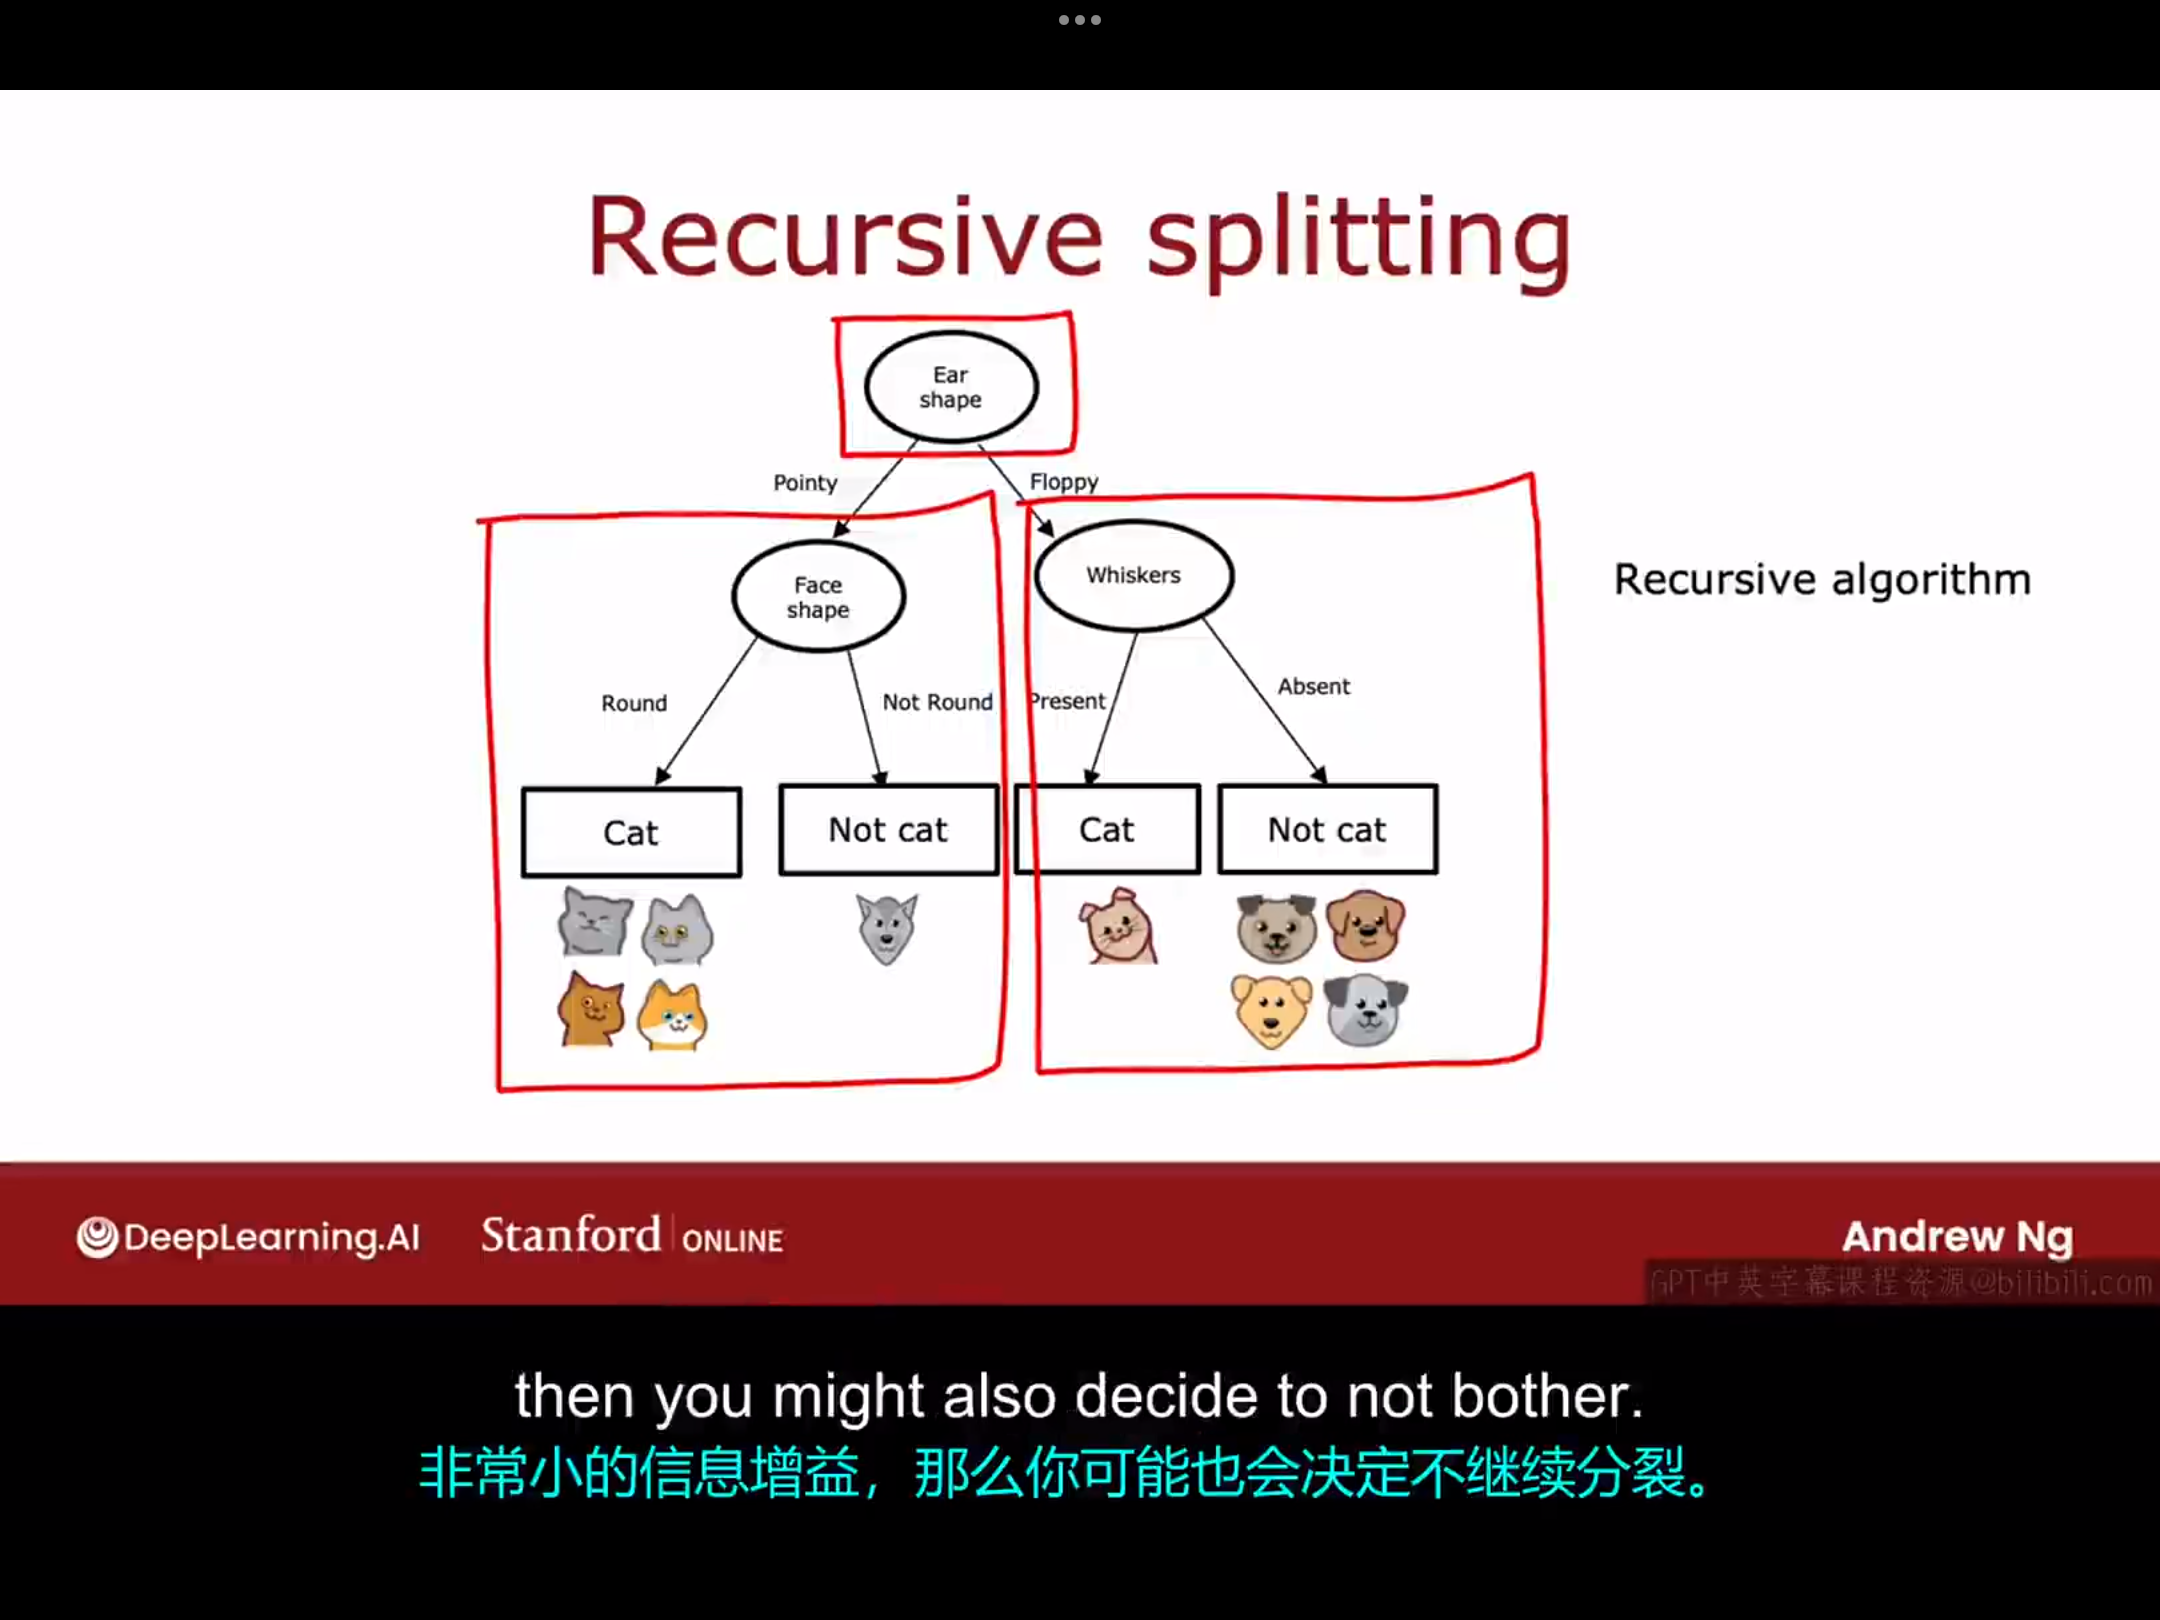 Recursive splitting
Ear
shape
Pointy
Floppy
Face
shape
Whiskers
Recursive algorithm
Round
Not Round
Present
Absent
Cat
Not cat
Cat
Not cat
DeepLearning.AI
Stanford | ONLINE
Andrew Ng
GPT中英字幕课程资源@bilibili.com
then you might also decide to not bother.
非常小的信息增益，那么你可能也会决定不继续分裂。